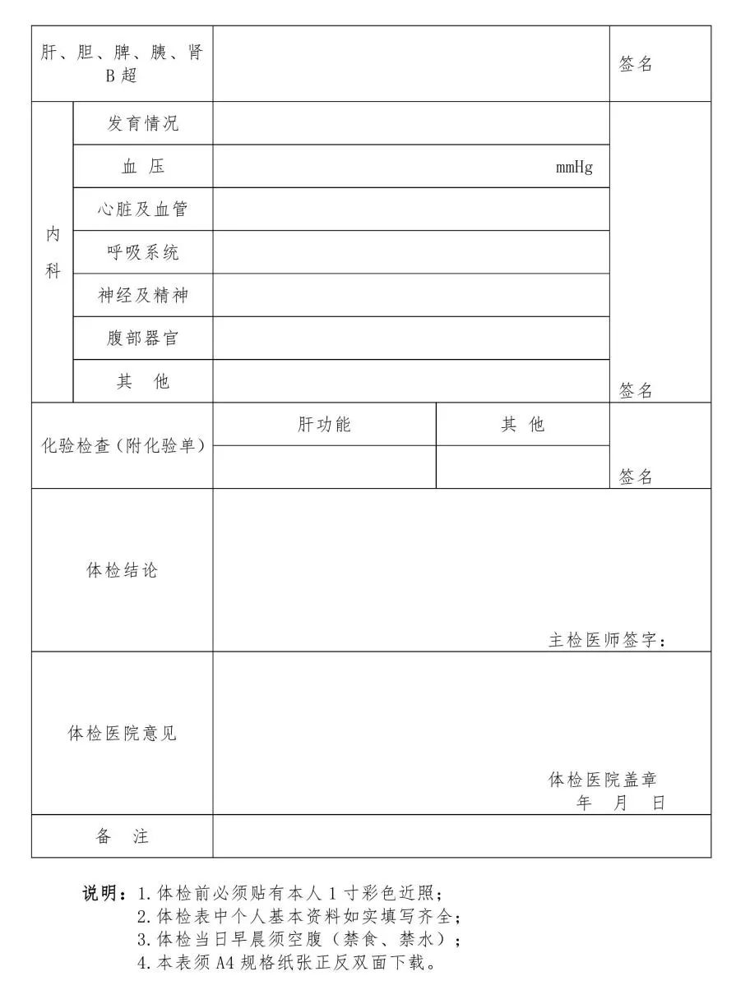 肝、胆、脾、胰、肾
B 超
签名
内
科
发育情况
血 压
mmHg
心脏及血管
呼吸系统
神经及精神
腹部器官
其 他
签名
化验检查（附化验单）
肝功能
其 他
签名
体检结论
主检医师签字：
体检医院意见
体检医院盖章
年 月 日
备 注
说明：1.体检前必须贴有本人 1 寸彩色近照；
2.体检表中个人基本资料如实填写齐全；
3.体检当日早晨须空腹（禁食、禁水）；
4.本表须 A4 规格纸张正反双面下载。